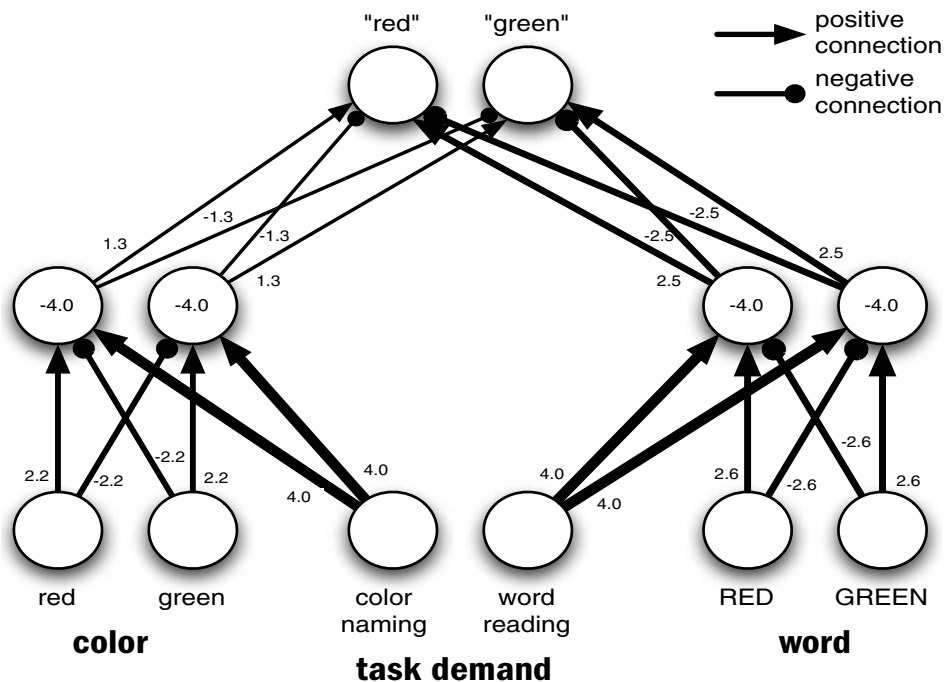 "red" "green"
positive
connection
negative
connection
1.3 -1.3 -1.3 1.3 -2.5 2.5 -2.5 2.5
-4.0 -4.0 -4.0 -4.0
2.2 -2.2 -2.2 2.2 4.0 4.0 4.0 4.0 2.6 -2.6 -2.6 2.6
red green color naming word reading RED GREEN
color task demand word